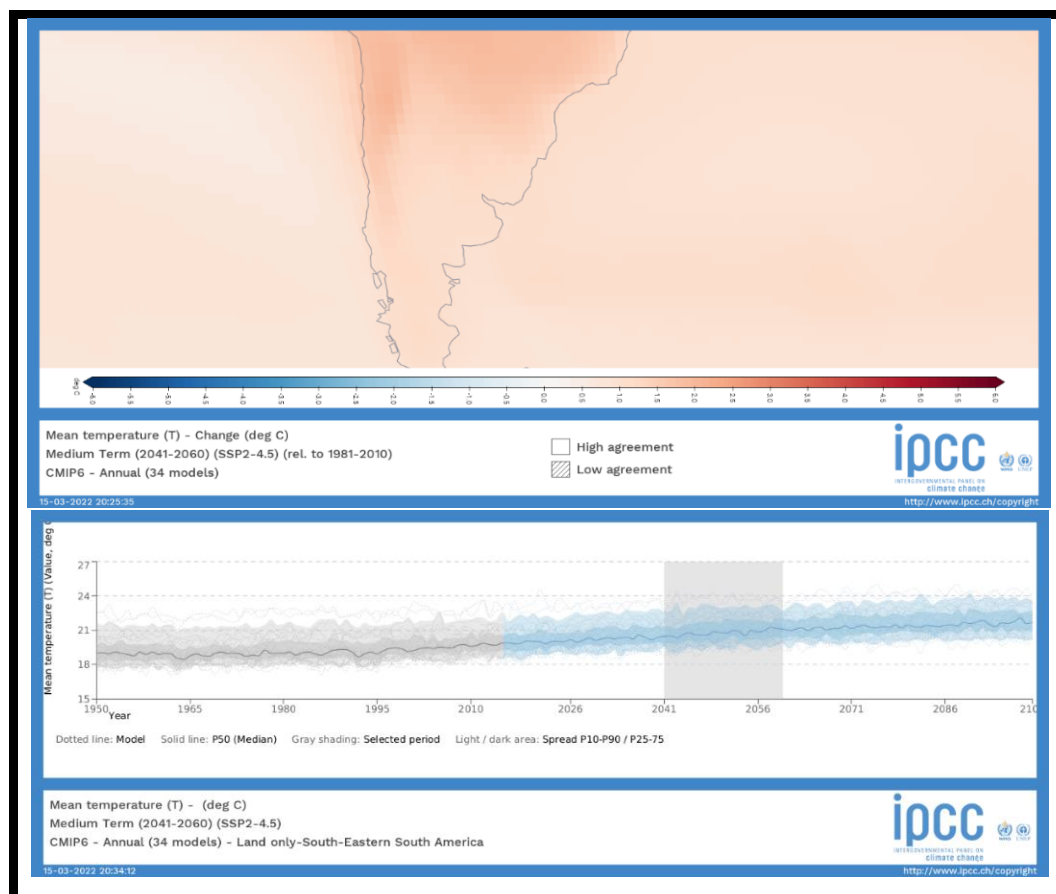 deg C
-6.0 -5.5 -5.0 -4.5 -4.0 -3.5 -3.0 -2.5 -2.0 -1.5 -1.0 -0.5 0.0 0.5 1.0 1.5 2.0 2.5 3.0 3.5 4.0 4.5 5.0 5.5 6.0
Mean temperature (T) - Change (deg C)
Medium Term (2041-2060) (SSP2-4.5) (rel. to 1981-2010)
CMIP6 - Annual (34 models)
High agreement
Low agreement
ipcc
INTERGOVERNMENTAL PANEL ON
climate change
WMO UNEP
15-03-2022 20:25:35
http://www.ipcc.ch/copyright
Mean temperature (T) (Value, deg C
27
24
21
18
15
1950 1965 1980 1995 2010 2026 2041 2056 2071 2086 210
Year
Dotted line: Model Solid line: P50 (Median) Gray shading: Selected period Light / dark area: Spread P10-P90 / P25-75
Mean temperature (T) - (deg C)
Medium Term (2041-2060) (SSP2-4.5)
CMIP6 - Annual (34 models) - Land only-South-Eastern South America
ipcc
INTERGOVERNMENTAL PANEL ON
climate change
WMO UNEP
15-03-2022 20:34:12
http://www.ipcc.ch/copyright